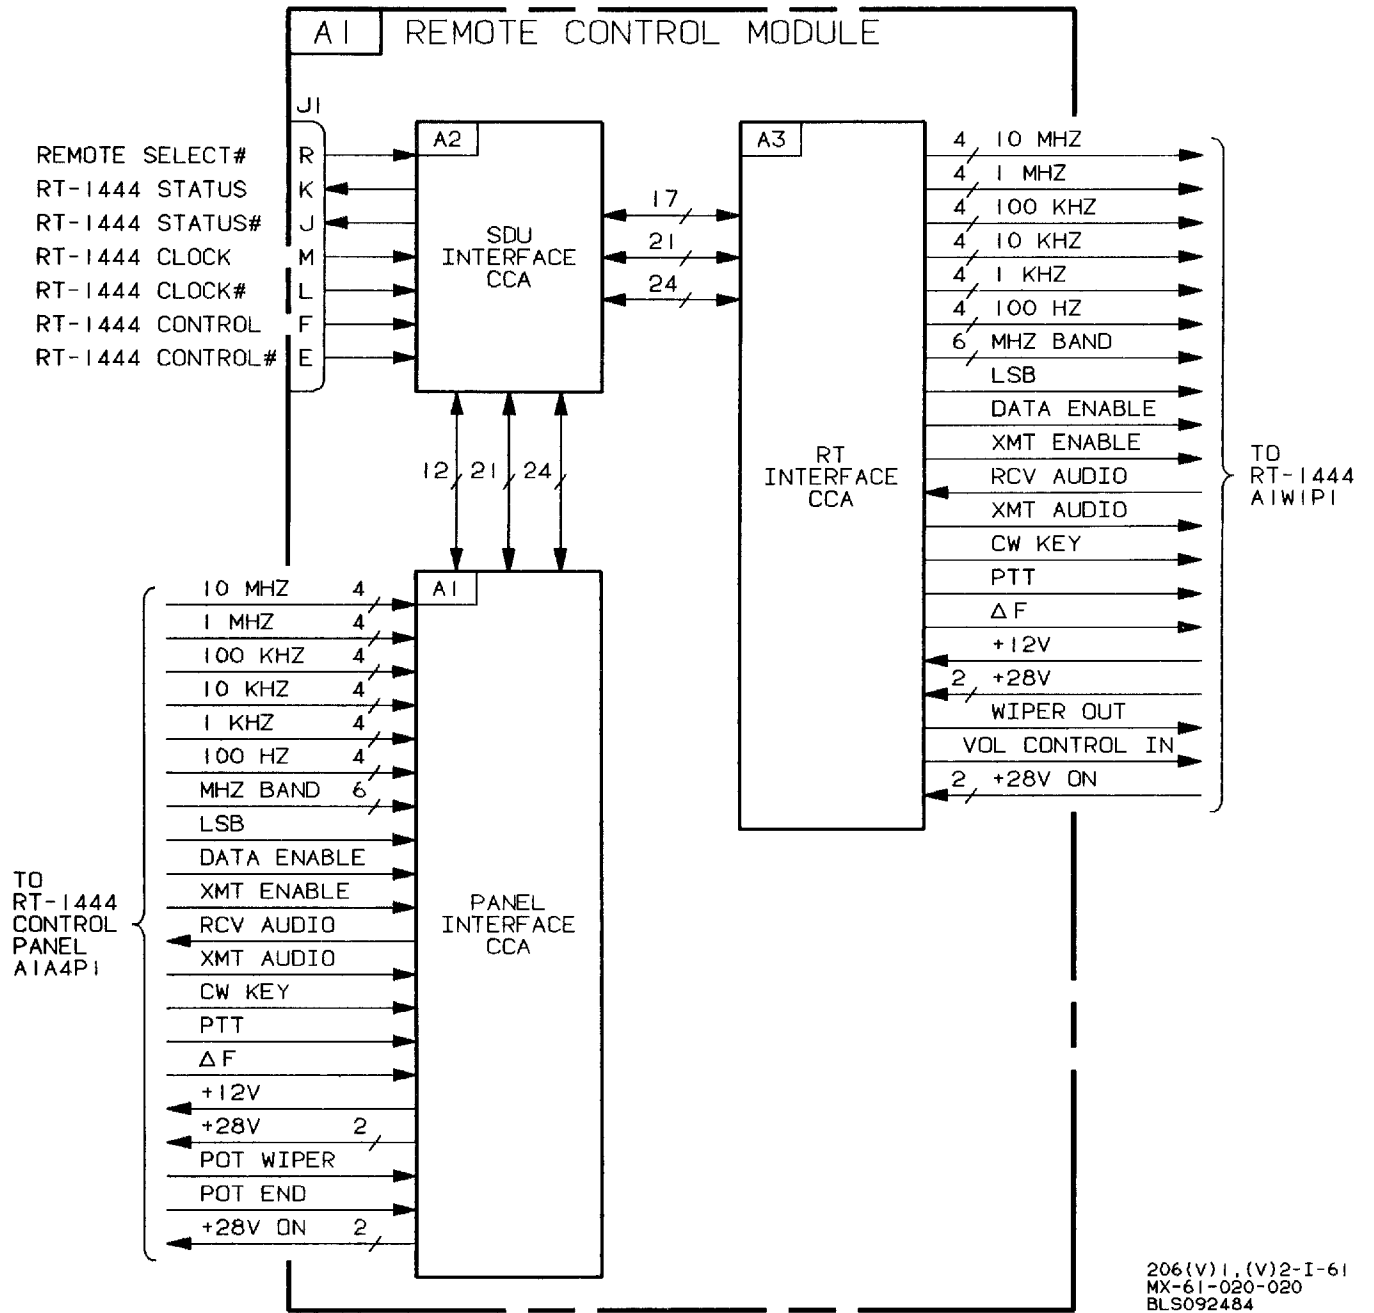 A1 REMOTE CONTROL MODULE
J1
REMOTE SELECT# R
RT-1444 STATUS K
RT-1444 STATUS# J
RT-1444 CLOCK M
RT-1444 CLOCK# L
RT-1444 CONTROL F
RT-1444 CONTROL# E
A2
SDU
INTERFACE
CCA
17
21
24
12 21 24
A3
RT
INTERFACE
CCA
4 10 MHZ
4 1 MHZ
4 100 KHZ
4 10 KHZ
4 1 KHZ
4 100 HZ
6 MHZ BAND
LSB
DATA ENABLE
XMT ENABLE
RCV AUDIO
XMT AUDIO
CW KEY
PTT
ΔF
+12V
2 +28V
WIPER OUT
VOL CONTROL IN
2 +28V ON
TO
RT-1444
A1W1P1
A1
PANEL
INTERFACE
CCA
10 MHZ 4
1 MHZ 4
100 KHZ 4
10 KHZ 4
1 KHZ 4
100 HZ 4
MHZ BAND 6
LSB
DATA ENABLE
XMT ENABLE
RCV AUDIO
XMT AUDIO
CW KEY
PTT
ΔF
+12V
+28V 2
POT WIPER
POT END
+28V ON 2
TO
RT-1444
CONTROL
PANEL
A1A4P1
206(V)1,(V)2-I-61
MX-61-020-020
BLS092484